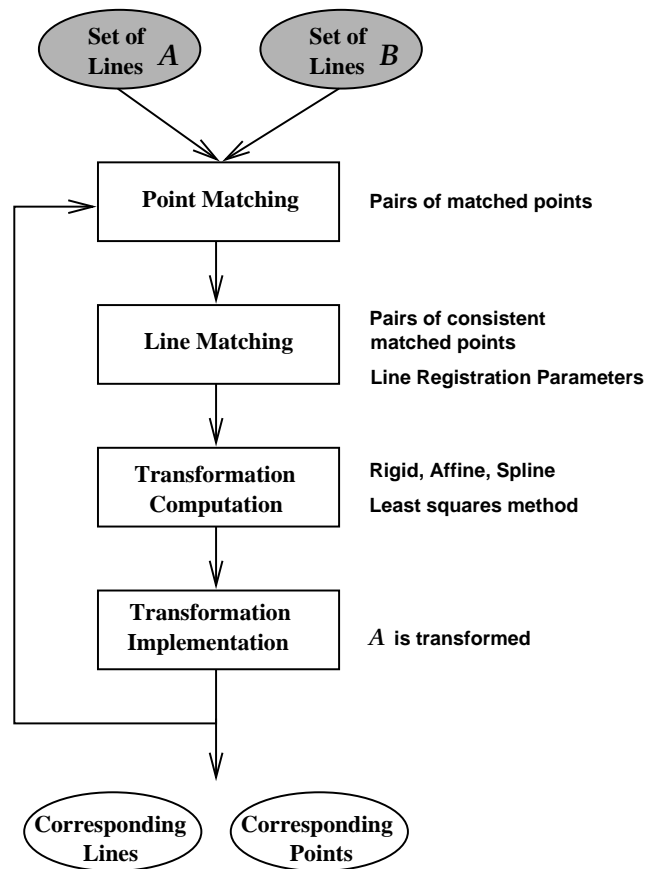 Set of
Lines A
Set of
Lines B
Point Matching
Pairs of matched points
Line Matching
Pairs of consistent
matched points
Line Registration Parameters
Transformation
Computation
Rigid, Affine, Spline
Least squares method
Transformation
Implementation
A is transformed
Corresponding
Lines
Corresponding
Points